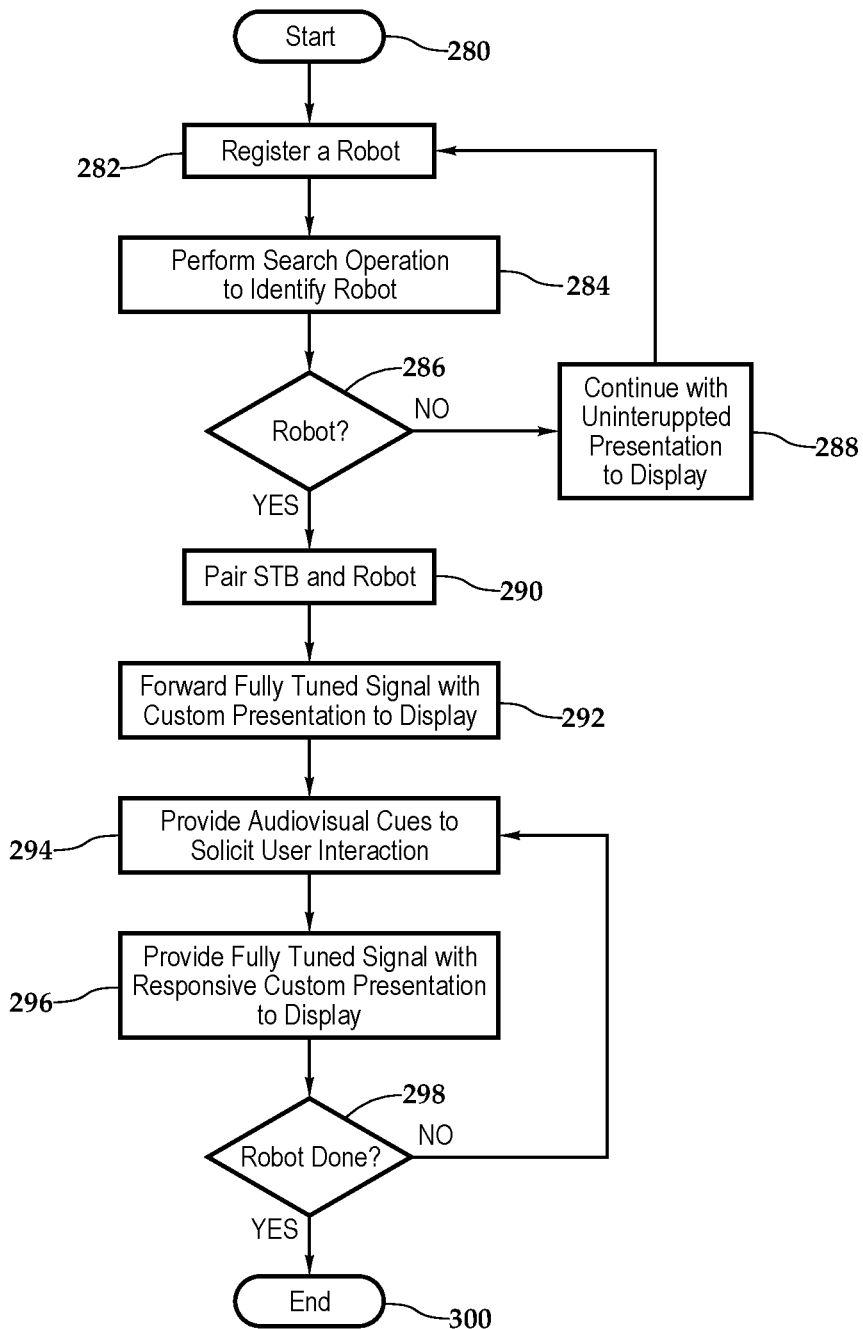 Start
280
Register a Robot
282
Perform Search Operation
to Identify Robot
284
286
Robot?
NO
Continue with
Uninteruppted
Presentation
to Display
288
YES
Pair STB and Robot
290
Forward Fully Tuned Signal with
Custom Presentation to Display
292
Provide Audiovisual Cues to
Solicit User Interaction
294
Provide Fully Tuned Signal with
Responsive Custom Presentation
to Display
296
298
Robot Done?
NO
YES
End
300